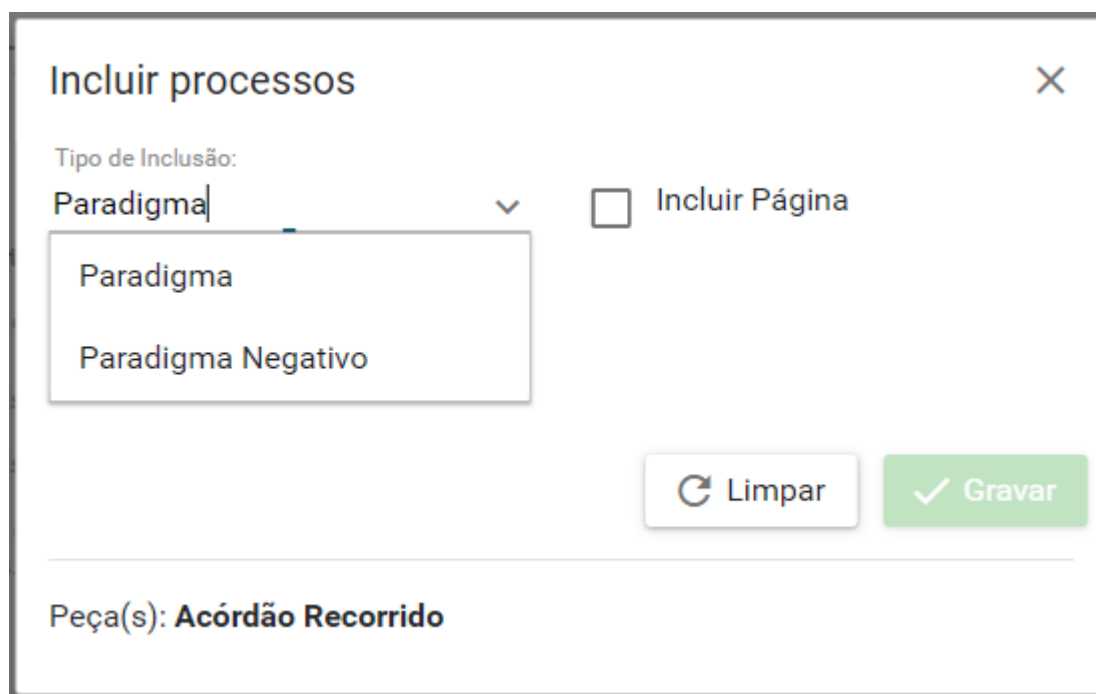 Incluir processos
Tipo de Inclusão:
Paradigma
Incluir Página
Paradigma
Paradigma Negativo
Limpar
Gravar
Peça(s): Acórdão Recorrido